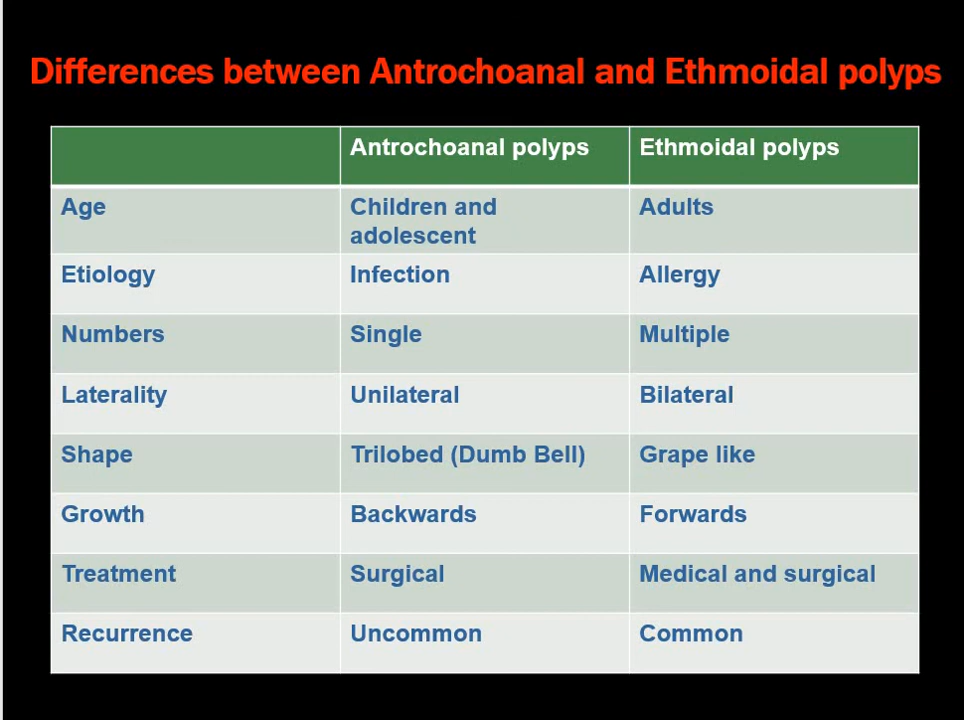 Differences between Antrochoanal and Ethmoidal polyps
Antrochoanal polyps
Ethmoidal polyps
Age
Children and
adolescent
Adults
Etiology
Infection
Allergy
Numbers
Single
Multiple
Laterality
Unilateral
Bilateral
Shape
Trilobed (Dumb Bell)
Grape like
Growth
Backwards
Forwards
Treatment
Surgical
Medical and surgical
Recurrence
Uncommon
Common